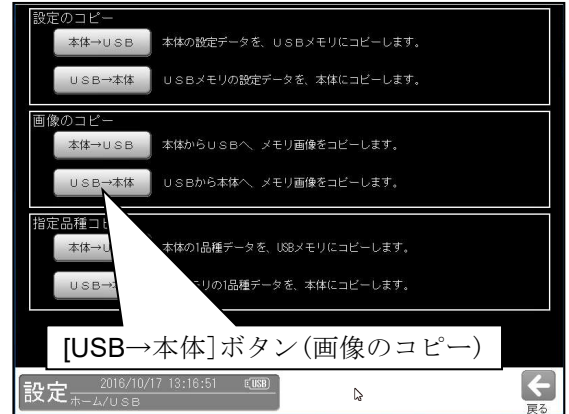 設定のコピー
本体→USB 本体の設定データを、USBメモリにコピーします。
USB→本体 USBメモリの設定データを、本体にコピーします。
画像のコピー
本体→USB 本体からUSBへ、メモリ画像をコピーします。
USB→本体 USBから本体へ、メモリ画像をコピーします。
指定品種コピ
本体→U 本体の1品種データを、USBメモリにコピーします。
USB→ モリの1品種データを、本体にコピーします。
[USB→本体]ボタン(画像のコピー)
設定 2016/10/17 13:16:51 (USB)
ホーム/USB
戻る